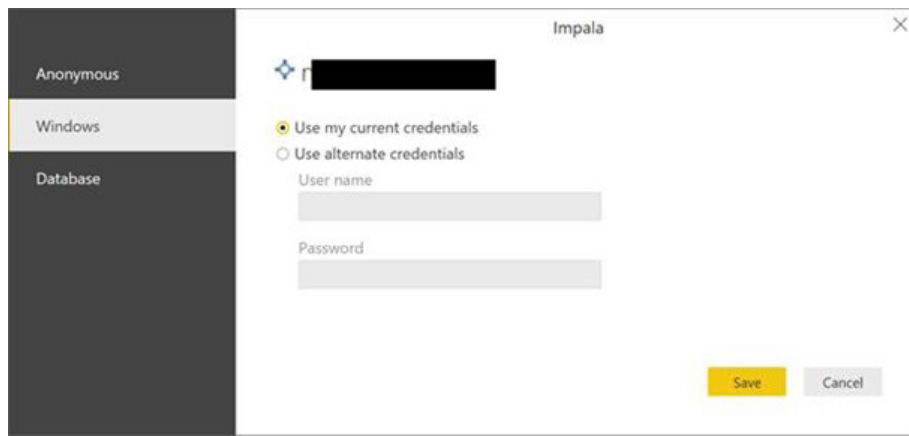 Impala
Anonymous
Windows
Database
Use my current credentials
Use alternate credentials
User name
Password
Save
Cancel